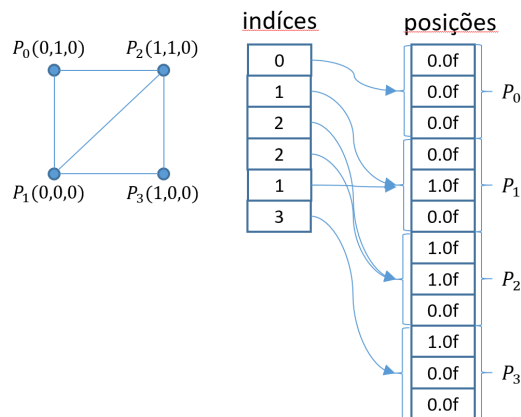 indíces
posições
P₀(0,1,0)
P₂(1,1,0)
P₁(0,0,0)
P₃(1,0,0)
0
1
2
2
1
3
0.0f
0.0f
0.0f
P₀
0.0f
1.0f
0.0f
P₁
1.0f
1.0f
0.0f
P₂
1.0f
0.0f
0.0f
P₃